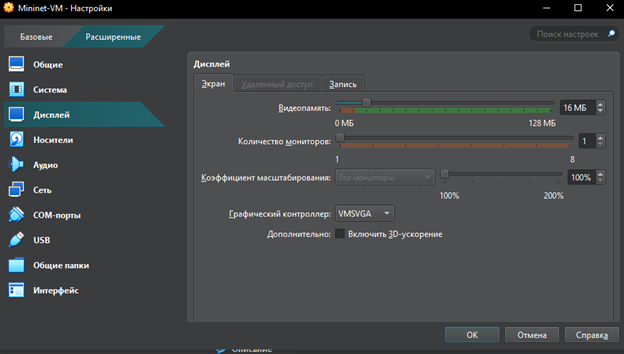 Mininet-VM - Настройки
Базовые Расширенные
Поиск настроек
Общие
Система
Дисплей
Носители
Аудио
Сеть
COM-порты
USB
Общие папки
Интерфейс
Дисплей
Экран Удаленный доступ Запись
Видеопамять: 16 МБ
0 МБ 128 МБ
Количество мониторов: 1
1 8
Коэффициент масштабирования: Все мониторы 100%
100% 200%
Графический контроллер: VMSVGA
Дополнительно: Включить 3D-ускорение
ОК Отмена Справка
Описание